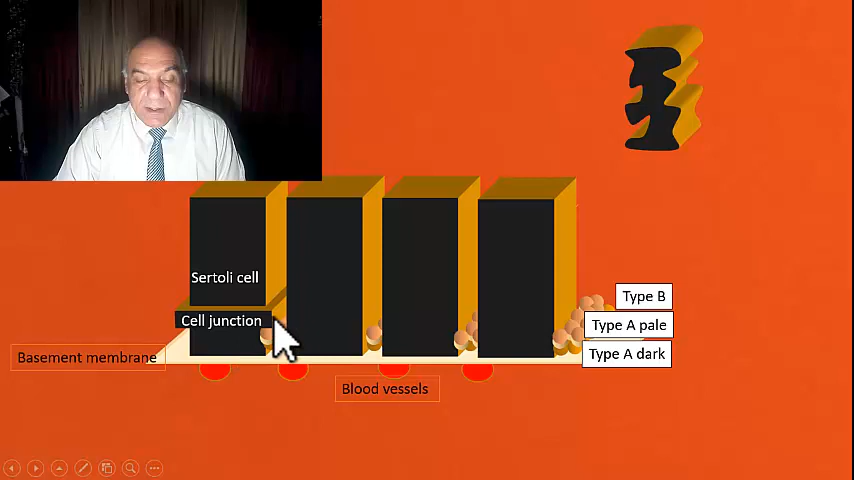 Sertoli cell
Cell junction
Type B
Type A pale
Type A dark
Basement membrane
Blood vessels